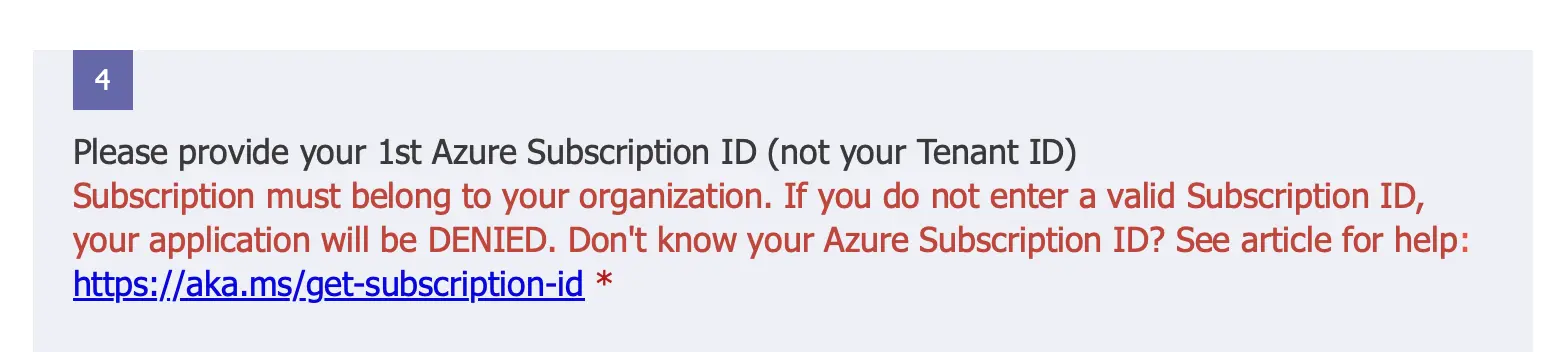 4
Please provide your 1st Azure Subscription ID (not your Tenant ID)
Subscription must belong to your organization. If you do not enter a valid Subscription ID,
your application will be DENIED. Don't know your Azure Subscription ID? See article for help:
https://aka.ms/get-subscription-id *